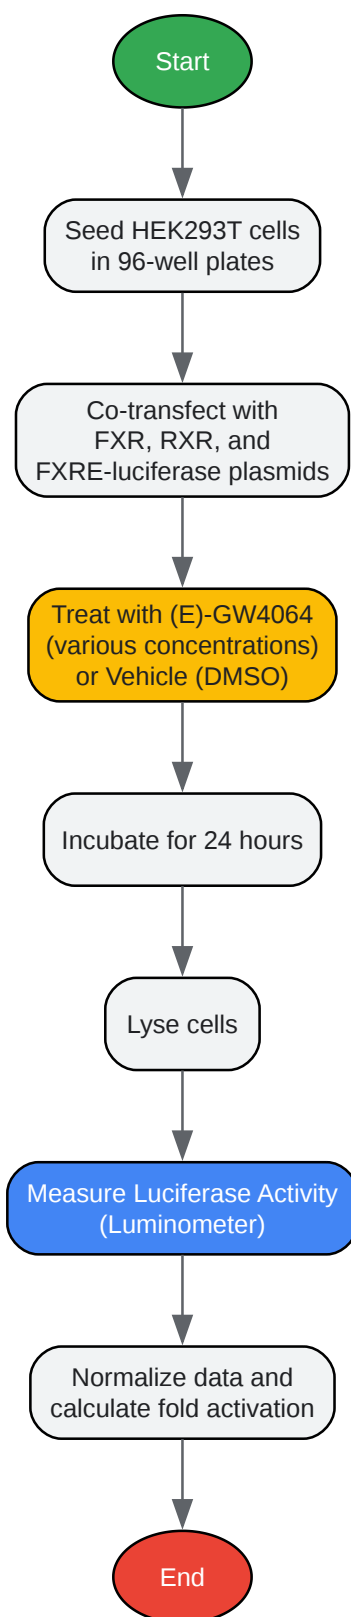 Start
Seed HEK293T cells
in 96-well plates
Co-transfect with
FXR, RXR, and
FXRE-luciferase plasmids
Treat with (E)-GW4064
(various concentrations)
or Vehicle (DMSO)
Incubate for 24 hours
Lyse cells
Measure Luciferase Activity
(Luminometer)
Normalize data and
calculate fold activation
End